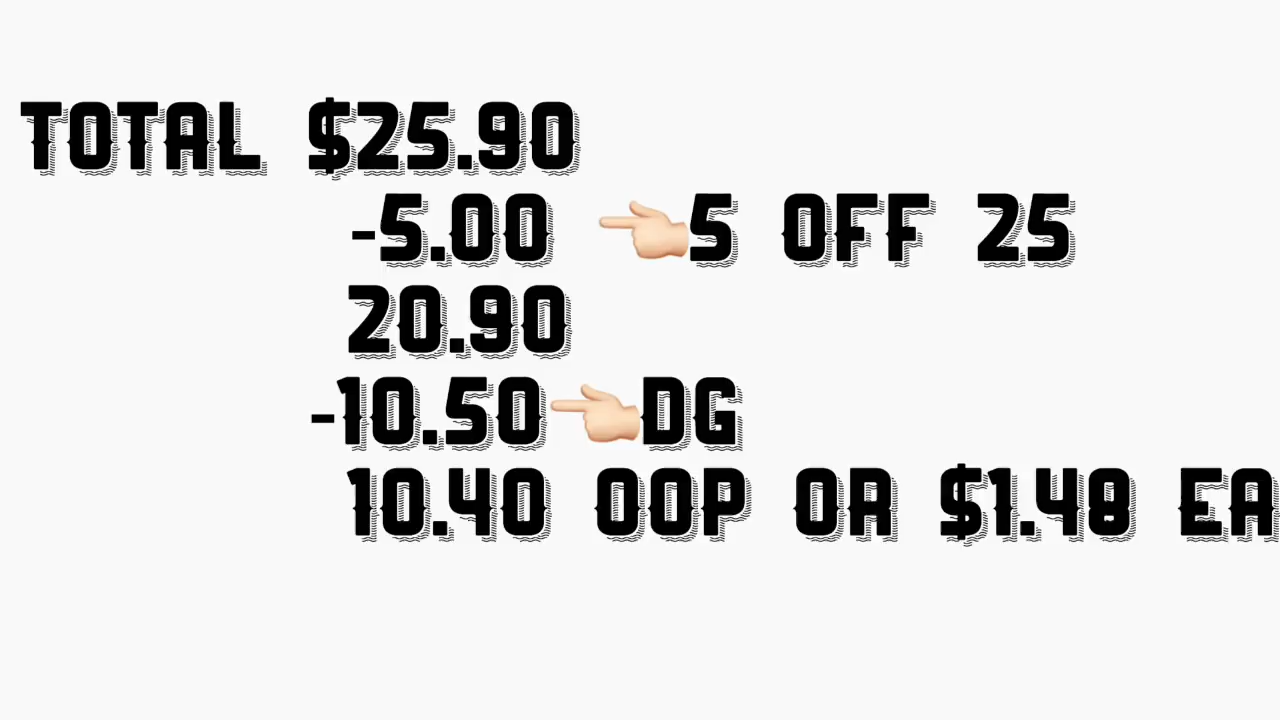 TOTAL $25.90
-5.00 👈🏻5 OFF 25
20.90
-10.50👈🏻DG
10.40 OOP OR $1.48 EA